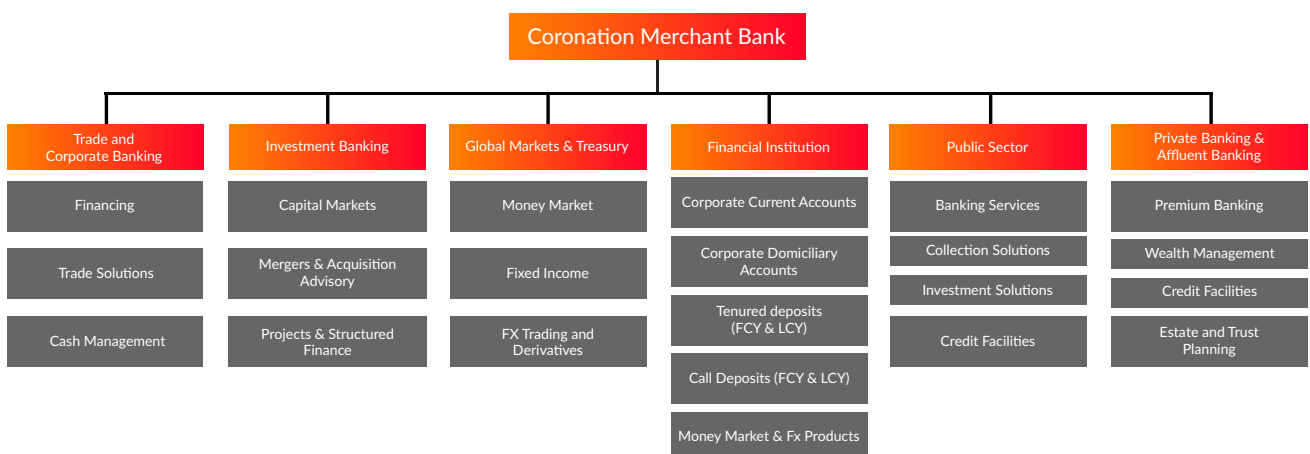 Coronation Merchant Bank
Trade and
Corporate Banking
Financing
Trade Solutions
Cash Management
Investment Banking
Capital Markets
Mergers & Acquisition
Advisory
Projects & Structured
Finance
Global Markets & Treasury
Money Market
Fixed Income
FX Trading and
Derivatives
Financial Institution
Corporate Current Accounts
Corporate Domiciliary
Accounts
Tenured deposits
(FCY & LCY)
Call Deposits (FCY & LCY)
Money Market & Fx Products
Public Sector
Banking Services
Collection Solutions
Investment Solutions
Credit Facilities
Private Banking &
Affluent Banking
Premium Banking
Wealth Management
Credit Facilities
Estate and Trust
Planning